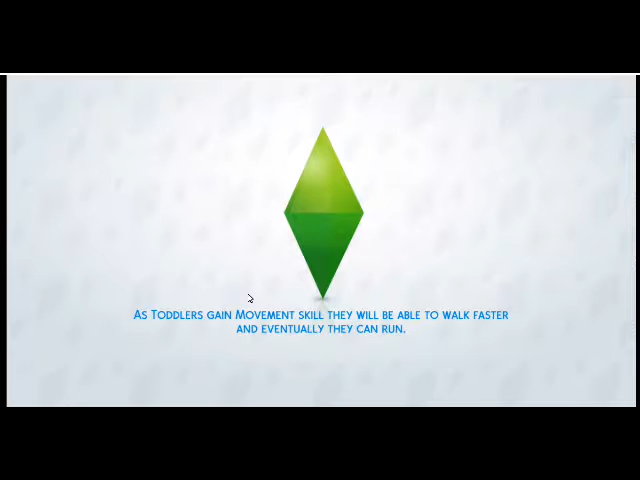 As Toddlers gain Movement skill they will be able to walk faster
and eventually they can run.